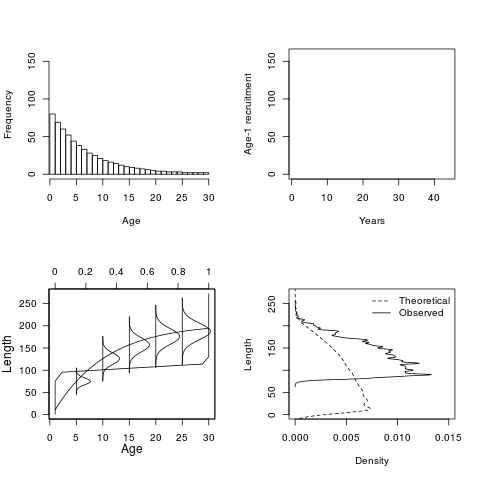 Frequency
0 50 100 150
0 5 10 15 20 25 30
Age
Age-1 recruitment
0 50 100 150
0 10 20 30 40
Years
0 0.2 0.4 0.6 0.8 1
Length
0 50 100 150 200 250
0 5 10 15 20 25 30
Age
Length
0 50 150 250
Theoretical
Observed
0.000 0.005 0.010 0.015
Density